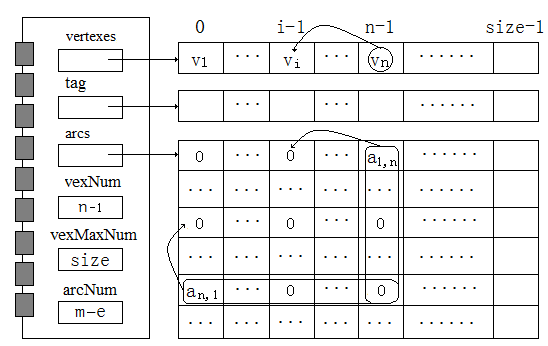 0 i-1 n-1 size-1
vertexes
v1 ··· vi ··· vn ······
tag
··· ··· ······
arcs
0 ··· 0 ··· a1,n ······
··· ··· ··· ··· ··· ······
vexNum
n-1
0 ··· 0 ··· 0 ······
vexMaxNum
size
··· ··· ··· ··· ··· ······
arcNum
m-e
an,1 ··· 0 ··· 0 ······
··· ··· ··· ··· ··· ······